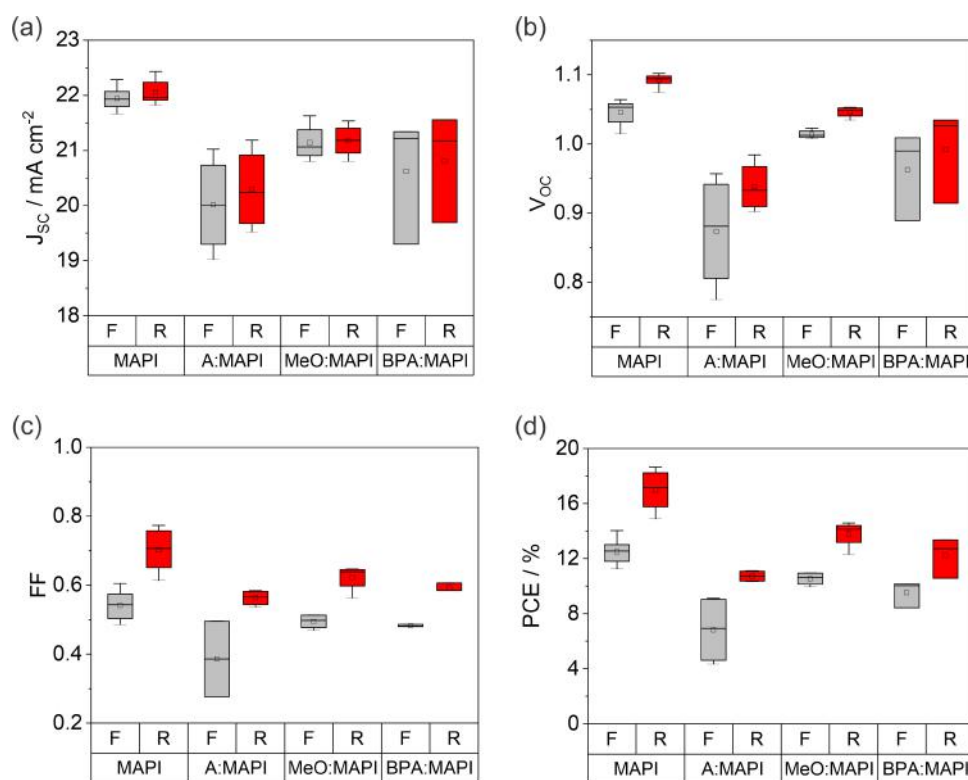 (a)
23
22
21
20
19
18
J_SC / mA cm⁻²
F R F R F R F R
MAPI A:MAPI MeO:MAPI BPA:MAPI
(b)
1.1
1.0
0.9
0.8
V_OC
F R F R F R F R
MAPI A:MAPI MeO:MAPI BPA:MAPI
(c)
1.0
0.8
0.6
0.4
0.2
FF
F R F R F R F R
MAPI A:MAPI MeO:MAPI BPA:MAPI
(d)
20
16
12
8
4
0
PCE / %
F R F R F R F R
MAPI A:MAPI MeO:MAPI BPA:MAPI